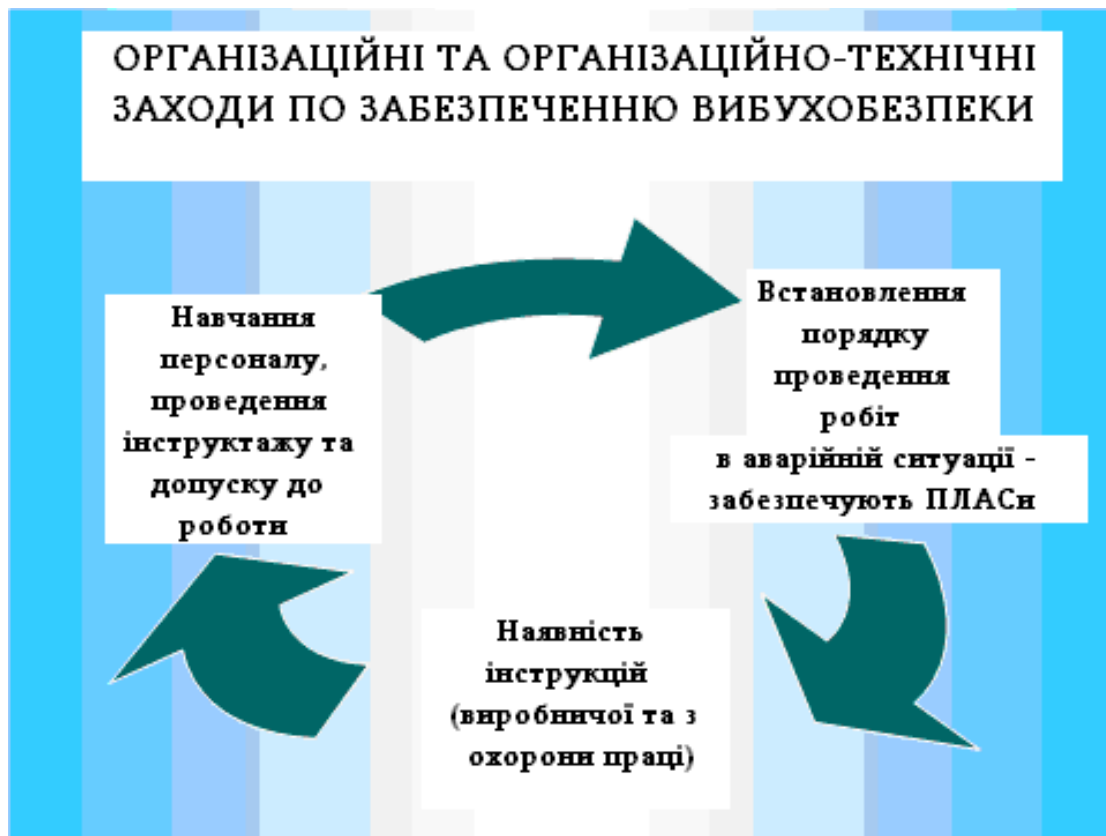 ОРГАНІЗАЦІЙНІ ТА ОРГАНІЗАЦІЙНО-ТЕХНІЧНІ
ЗАХОДИ ПО ЗАБЕЗПЕЧЕННЮ ВИБУХОБЕЗПЕКИ
Навчання
персоналу,
проведення
інструктажу та
допуску до
роботи
Встановлення
порядку
проведення
робіт
в аварійній ситуації -
забезпечують ПЛАСи
Наявність
інструкцій
(виробничої та з
охорони праці)